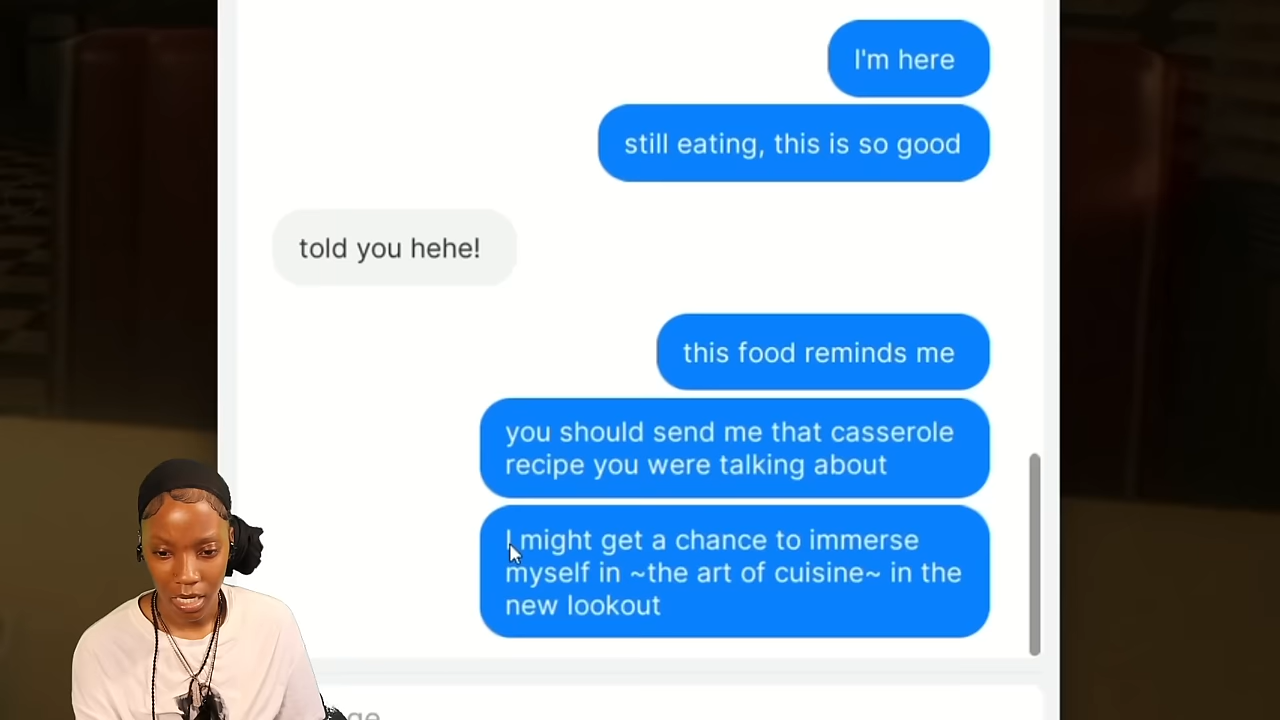 I'm here
still eating, this is so good
told you hehe!
this food reminds me
you should send me that casserole
recipe you were talking about
I might get a chance to immerse
myself in ~the art of cuisine~ in the
new lookout